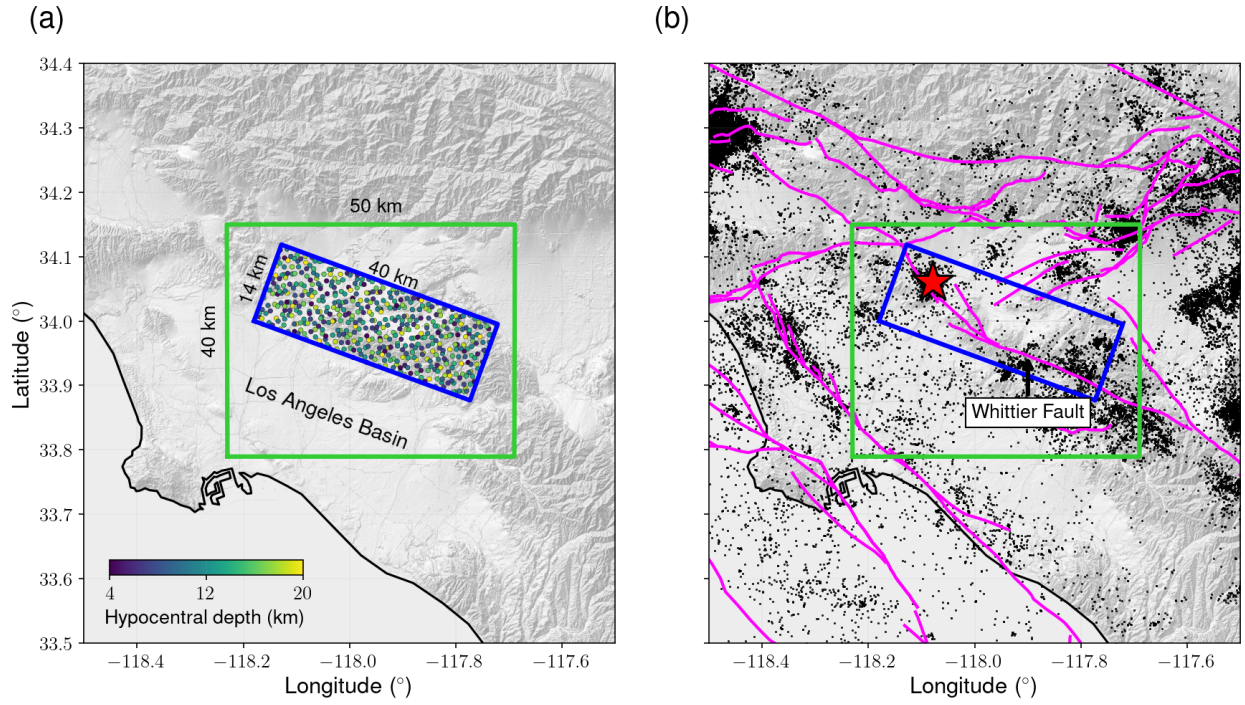 (a)
(b)
34.4
34.3
34.2
34.1
34.0
33.9
33.8
33.7
33.6
33.5
Latitude (°)
50 km
40 km
14 km
40 km
Los Angeles Basin
4
12
20
Hypocentral depth (km)
−118.4
−118.2
−118.0
−117.8
−117.6
Longitude (°)
Whittier Fault
−118.4
−118.2
−118.0
−117.8
−117.6
Longitude (°)